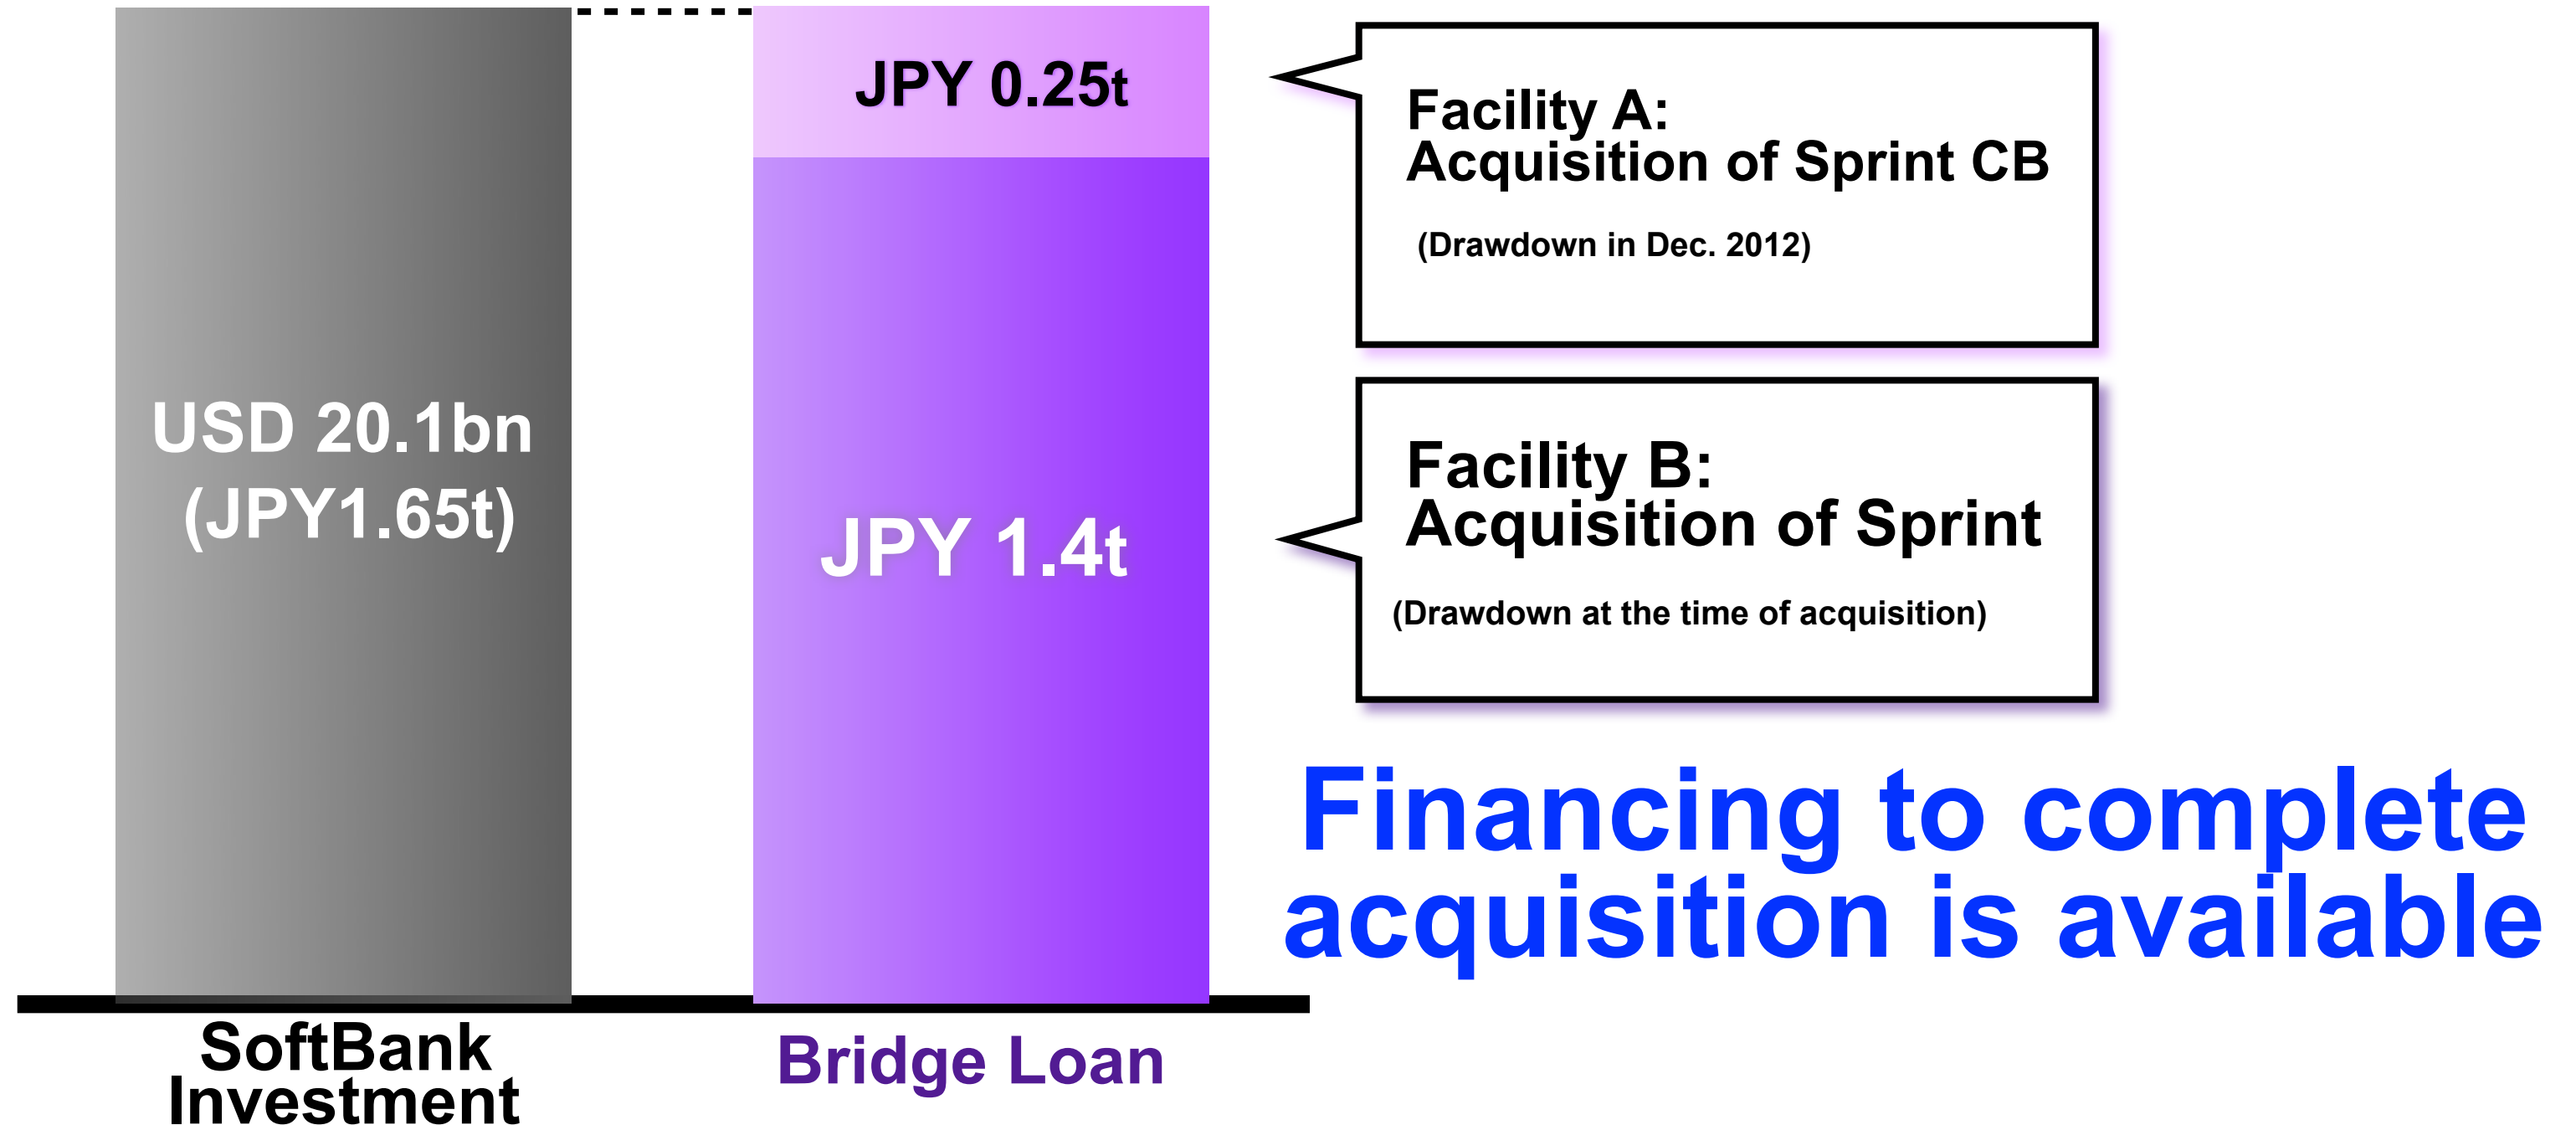 JPY 0.25t
Facility A:
Acquisition of Sprint CB
(Drawdown in Dec. 2012)
USD 20.1bn
(JPY1.65t)
JPY 1.4t
Facility B:
Acquisition of Sprint
(Drawdown at the time of acquisition)
Financing to complete
acquisition is available
SoftBank
Investment
Bridge Loan